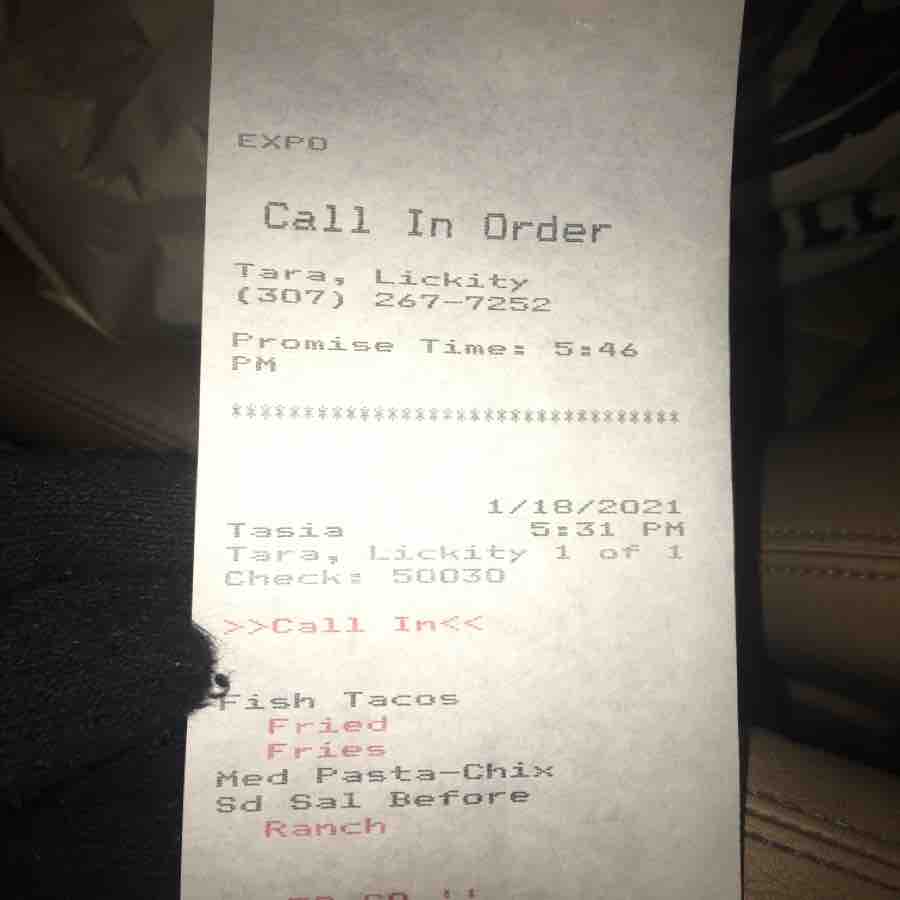 EXPO
Call In Order
Tara, Lickity
(307) 267-7252
Promise Time: 5:46
PM
********************************
1/18/2021
Tasia 5:31 PM
Tara, Lickity 1 of 1
Check: 50030
>>Call In<<
Fish Tacos
Fried
Fries
Med Pasta-Chix
Sd Sal Before
Ranch